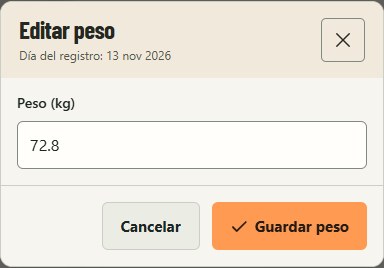 Editar peso
Día del registro: 13 nov 2026
Peso (kg)
72.8
Cancelar
Guardar peso